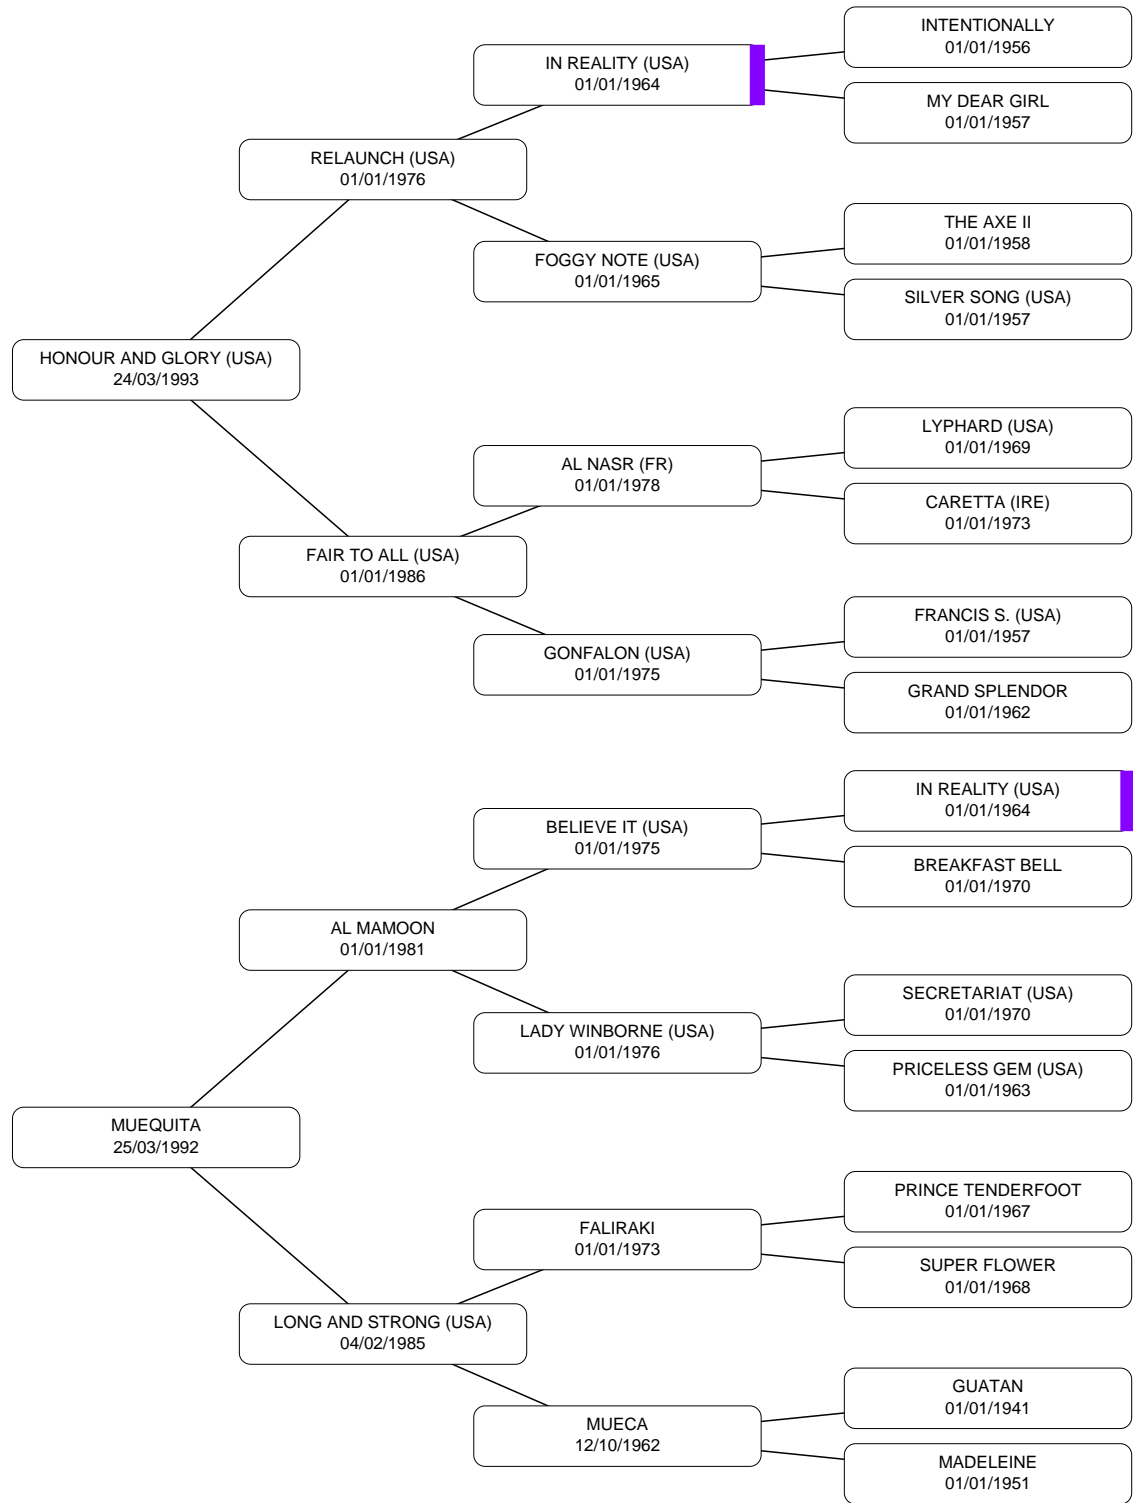 INTENTIONALLY
01/01/1956
IN REALITY (USA)
01/01/1964
MY DEAR GIRL
01/01/1957
RELAUNCH (USA)
01/01/1976
THE AXE II
01/01/1958
FOGGY NOTE (USA)
01/01/1965
SILVER SONG (USA)
01/01/1957
HONOUR AND GLORY (USA)
24/03/1993
LYPHARD (USA)
01/01/1969
AL NASR (FR)
01/01/1978
CARETTA (IRE)
01/01/1973
FAIR TO ALL (USA)
01/01/1986
FRANCIS S. (USA)
01/01/1957
GONFALON (USA)
01/01/1975
GRAND SPLENDOR
01/01/1962
IN REALITY (USA)
01/01/1964
BELIEVE IT (USA)
01/01/1975
BREAKFAST BELL
01/01/1970
AL MAMOON
01/01/1981
SECRETARIAT (USA)
01/01/1970
LADY WINBORNE (USA)
01/01/1976
PRICELESS GEM (USA)
01/01/1963
MUEQUITA
25/03/1992
PRINCE TENDERFOOT
01/01/1967
FALIRAKI
01/01/1973
SUPER FLOWER
01/01/1968
LONG AND STRONG (USA)
04/02/1985
GUATAN
01/01/1941
MUECA
12/10/1962
MADELEINE
01/01/1951